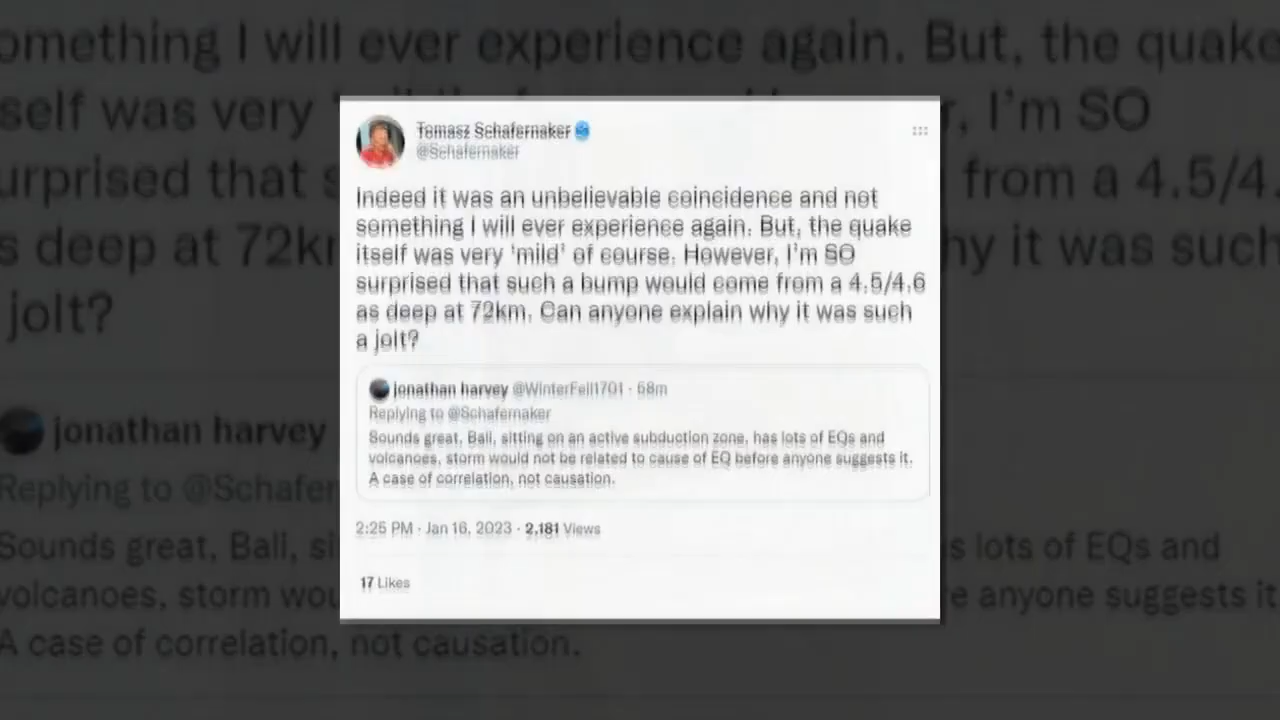 Tomasz Schafernaker
@Schafernaker
Indeed it was an unbelievable coincidence and not
something I will ever experience again. But, the quake
itself was very 'mild' of course. However, I'm SO
surprised that such a bump would come from a 4.5/4.6
as deep at 72km. Can anyone explain why it was such
a jolt?
jonathan harvey @WinterFell1701 · 58m
Replying to @Schafernaker
Sounds great, Bali, sitting on an active subduction zone, has lots of EQs and
volcanoes, storm would not be related to cause of EQ before anyone suggests it.
A case of correlation, not causation.
2:25 PM · Jan 16, 2023 · 2,181 Views
17 Likes
omething I will ever experience again. But, the quake
self was very
r, I'm SO
urprised that s
from a 4.5/4.
s deep at 72k
hy it was such
jolt?
jonathan harvey
Replying to @Schafer
Sounds great, Bali, si
s lots of EQs and
volcanoes, storm wou
e anyone suggests it
A case of correlation, not causation.